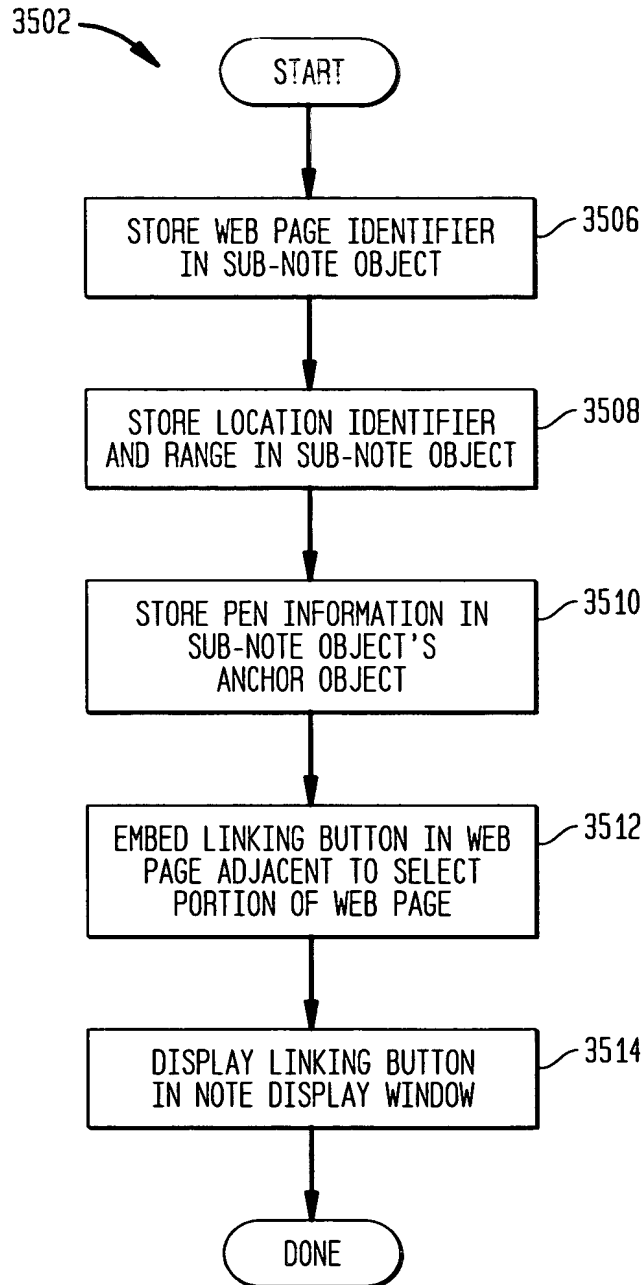 3502
START
STORE WEB PAGE IDENTIFIER
IN SUB-NOTE OBJECT
3506
STORE LOCATION IDENTIFIER
AND RANGE IN SUB-NOTE OBJECT
3508
STORE PEN INFORMATION IN
SUB-NOTE OBJECT'S
ANCHOR OBJECT
3510
EMBED LINKING BUTTON IN WEB
PAGE ADJACENT TO SELECT
PORTION OF WEB PAGE
3512
DISPLAY LINKING BUTTON
IN NOTE DISPLAY WINDOW
3514
DONE